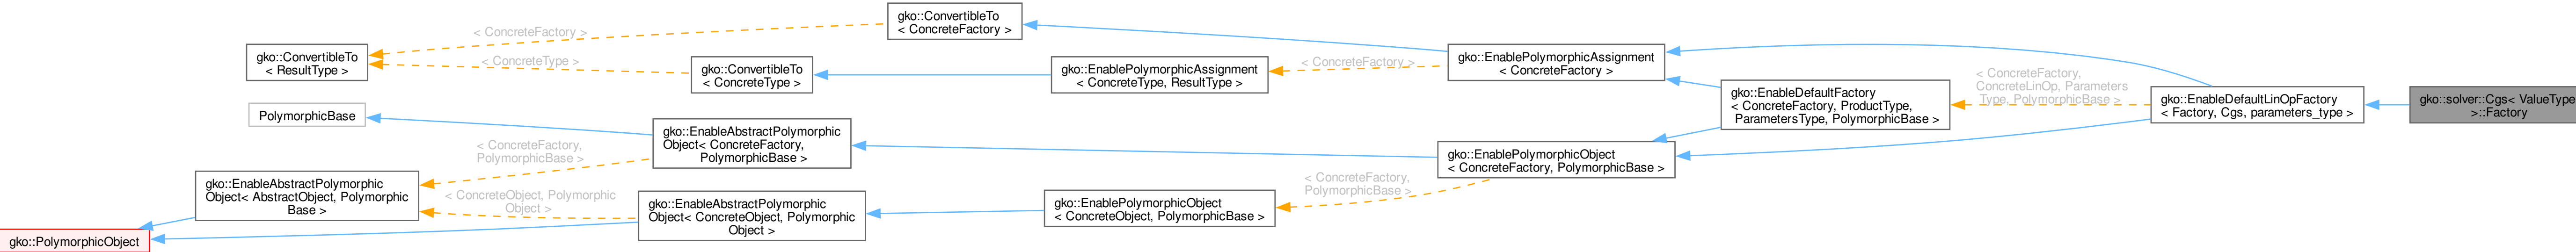 gko::ConvertibleTo
< ConcreteFactory >
< ConcreteFactory >
gko::ConvertibleTo
< ResultType >
< ConcreteType >
gko::ConvertibleTo
< ConcreteType >
gko::EnablePolymorphicAssignment
< ConcreteType, ResultType >
< ConcreteFactory >
gko::EnablePolymorphicAssignment
< ConcreteFactory >
gko::EnableDefaultFactory
< ConcreteFactory, ProductType,
ParametersType, PolymorphicBase >
< ConcreteFactory,
ConcreteLinOp, Parameters
Type, PolymorphicBase >
gko::EnableDefaultLinOpFactory
< Factory, Cgs, parameters_type >
gko::solver::Cgs< ValueType
>::Factory
PolymorphicBase
gko::EnableAbstractPolymorphic
Object< ConcreteFactory,
PolymorphicBase >
< ConcreteFactory,
PolymorphicBase >
gko::EnablePolymorphicObject
< ConcreteFactory, PolymorphicBase >
gko::EnableAbstractPolymorphic
Object< AbstractObject, Polymorphic
Base >
< ConcreteObject, Polymorphic
Object >
gko::EnableAbstractPolymorphic
Object< ConcreteObject, Polymorphic
Object >
gko::EnablePolymorphicObject
< ConcreteObject, PolymorphicBase >
< ConcreteFactory,
PolymorphicBase >
gko::PolymorphicObject